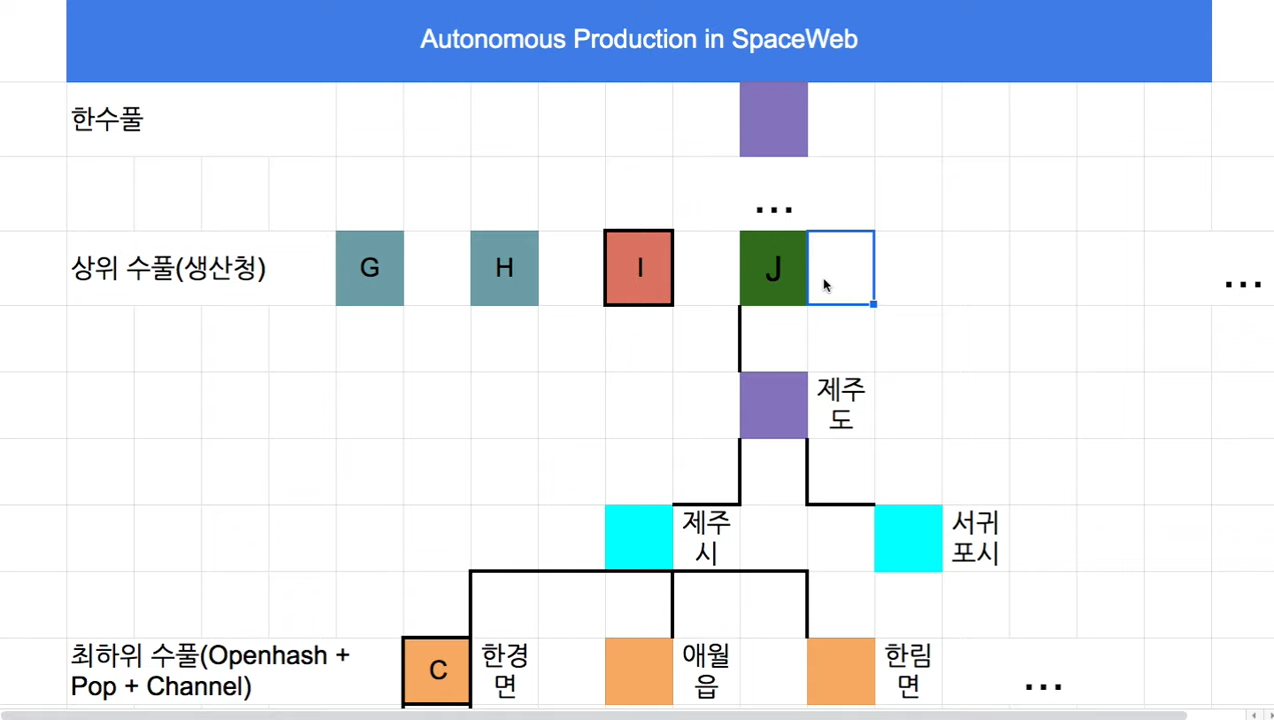 Autonomous Production in SpaceWeb
한수풀
...
상위 수풀(생산청)
G
H
I
J
...
제주
도
제주
시
서귀
포시
최하위 수풀(Openhash +
Pop + Channel)
C
한경
면
애월
읍
한림
면
...